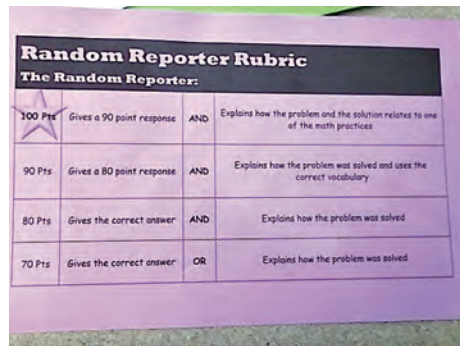 Random Reporter Rubric
The Random Reporter:
100 Pts Gives a 90 point response AND Explains how the problem and the solution relates to one
of the math practices
90 Pts Gives a 80 point response AND Explains how the problem was solved and uses the
correct vocabulary
80 Pts Gives the correct answer AND Explains how the problem was solved
70 Pts Gives the correct answer OR Explains how the problem was solved